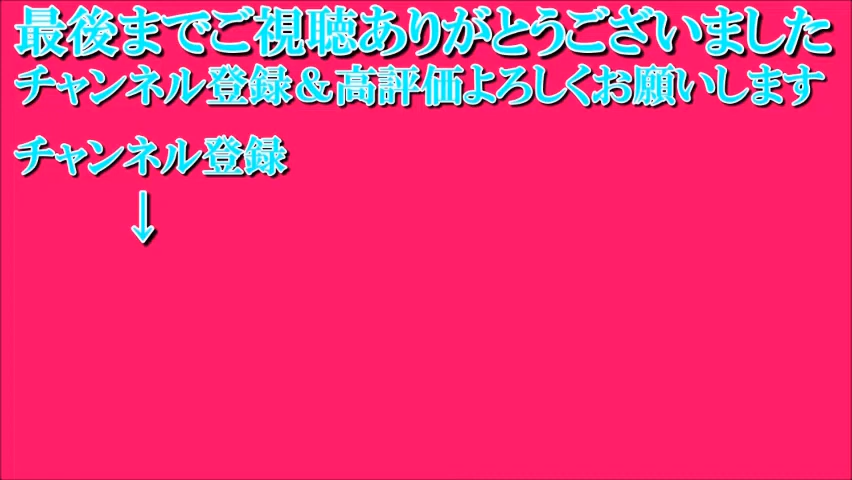 最後までご視聴ありがとうございました
チャンネル登録＆高評価よろしくお願いします
チャンネル登録
↓